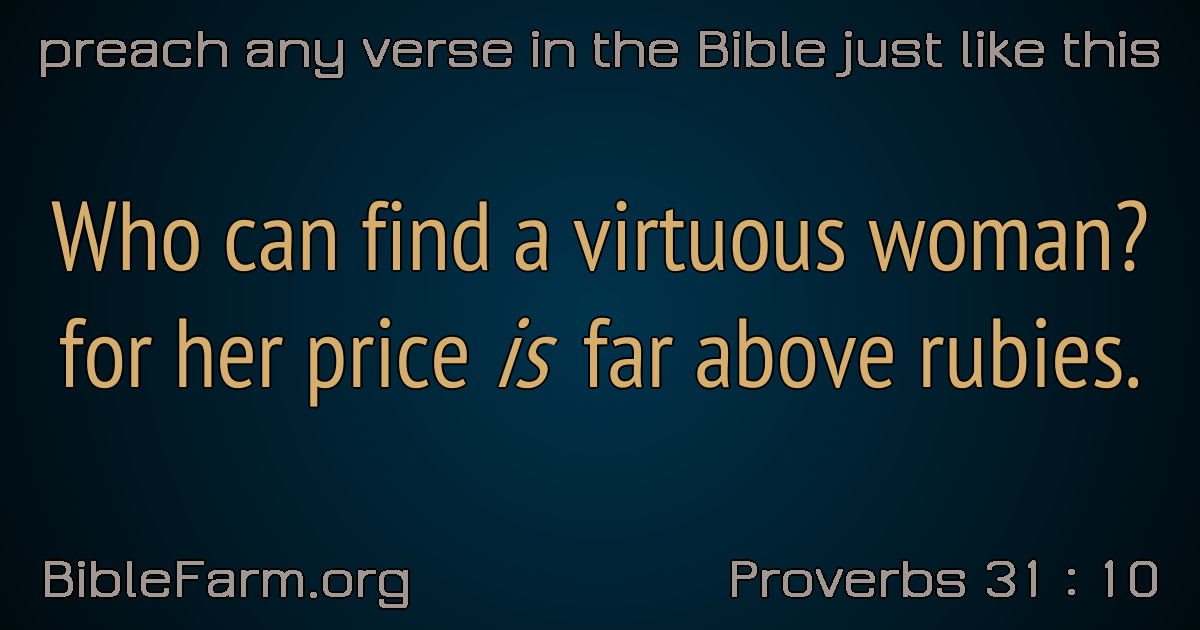 preach any verse in the Bible just like this
Who can find a virtuous woman?
for her price is far above rubies.
BibleFarm.org
Proverbs 31 : 10